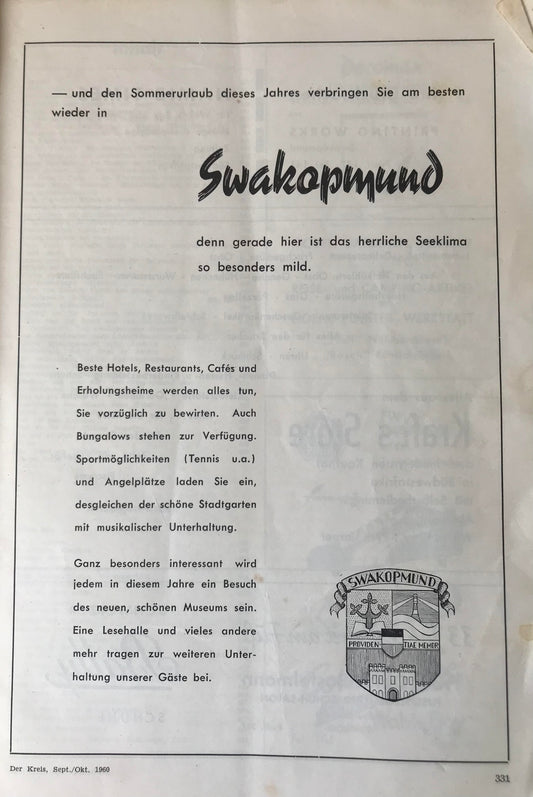 — und den Sommerurlaub dieses Jahres verbringen Sie am besten
wieder in
Swakopmund
denn gerade hier ist das herrliche Seeklima
so besonders mild.
Beste Hotels, Restaurants, Cafés und
Erholungsheime werden alles tun,
Sie vorzüglich zu bewirten. Auch
Bungalows stehen zur Verfügung.
Sportmöglichkeiten (Tennis u.a.)
und Angelplätze laden Sie ein,
desgleichen der schöne Stadtgarten
mit musikalischer Unterhaltung.
Ganz besonders interessant wird
jedem in diesem Jahre ein Besuch
des neuen, schönen Museums sein.
Eine Lesehalle und vieles andere
mehr tragen zur weiteren Unter-
haltung unserer Gäste bei.
SWAKOPMUND
PROVIDEN TIAE MEMOR
Der Kreis, Sept./Okt. 1960
331